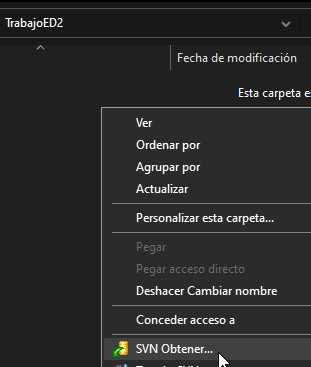 TrabajoED2
Fecha de modificación
Esta carpeta e
Ver
Ordenar por
Agrupar por
Actualizar
Personalizar esta carpeta...
Pegar
Pegar acceso directo
Deshacer Cambiar nombre
Conceder acceso a
SVN Obtener...